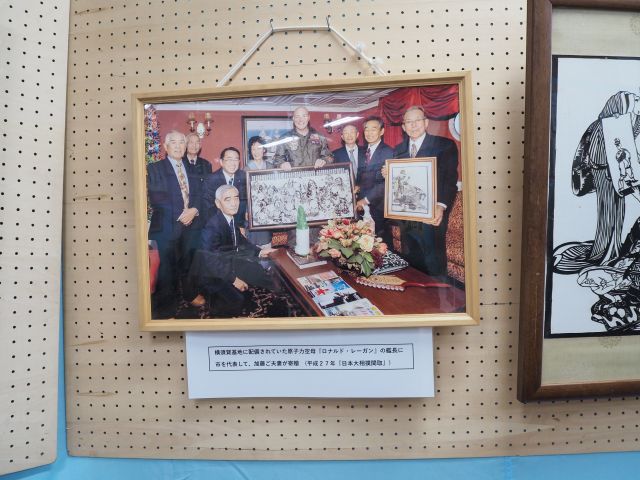 横須賀基地に配備されていた原子力空母『ロナルド・レーガン』の艦長に
市を代表して、加藤ご夫妻が寄贈　（平成２７年『日本大相撲関取』）